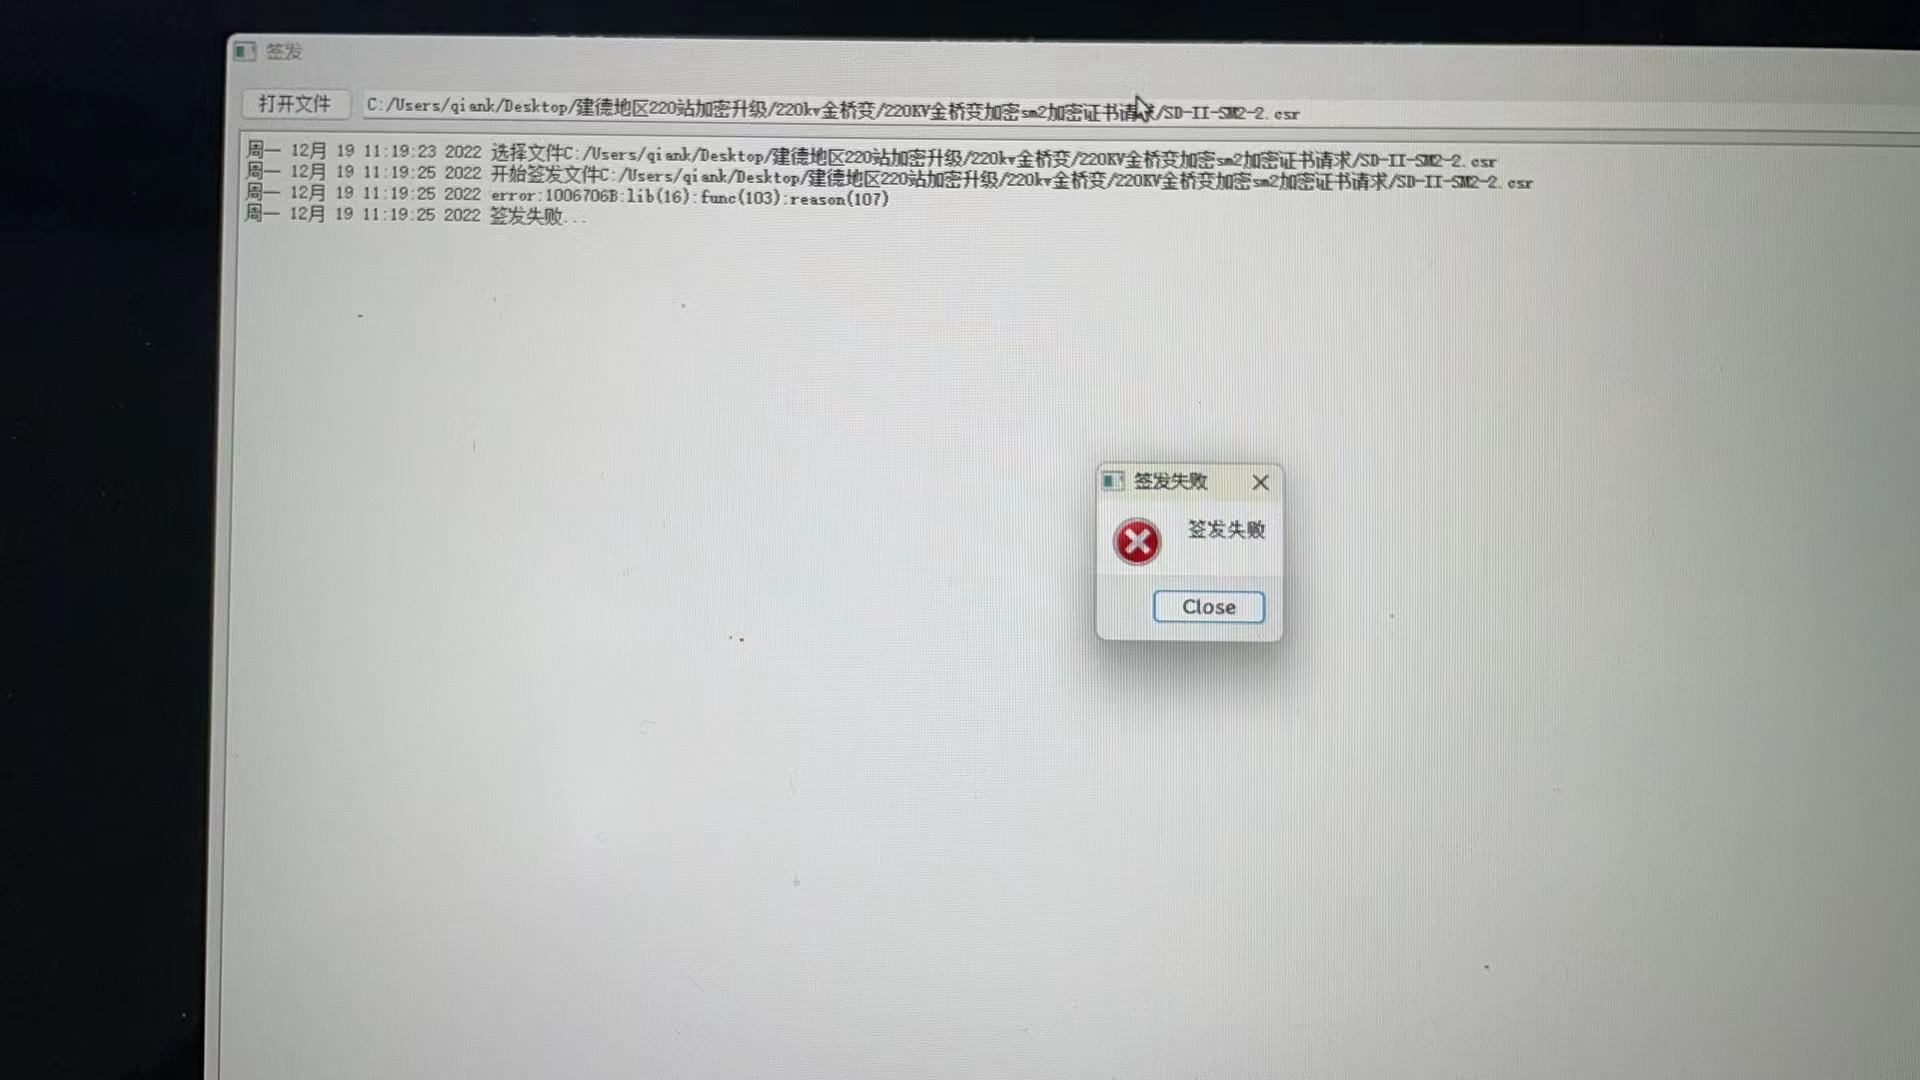 签发
打开文件 C:/Users/qiank/Desktop/建德地区220站加密升级/220kv金桥变/220KV金桥变加密sm2加密证书请求/SD-II-SM2-2.csr
周一 12月 19 11:19:23 2022 选择文件C:/Users/qiank/Desktop/建德地区220站加密升级/220kv金桥变/220KV金桥变加密sm2加密证书请求/SD-II-SM2-2.csr
周一 12月 19 11:19:25 2022 开始签发文件C:/Users/qiank/Desktop/建德地区220站加密升级/220kv金桥变/220KV金桥变加密sm2加密证书请求/SD-II-SM2-2.csr
周一 12月 19 11:19:25 2022 error:1006706B:lib(16):func(103):reason(107)
周一 12月 19 11:19:25 2022 签发失败...
签发失败
签发失败
Close